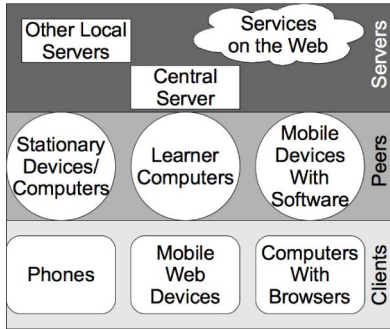 Other Local
Servers
Services
on the Web
Central
Server
Servers
Stationary
Devices/
Computers
Learner
Computers
Mobile
Devices
With
Software
Peers
Phones
Mobile
Web
Devices
Computers
With
Browsers
Clients